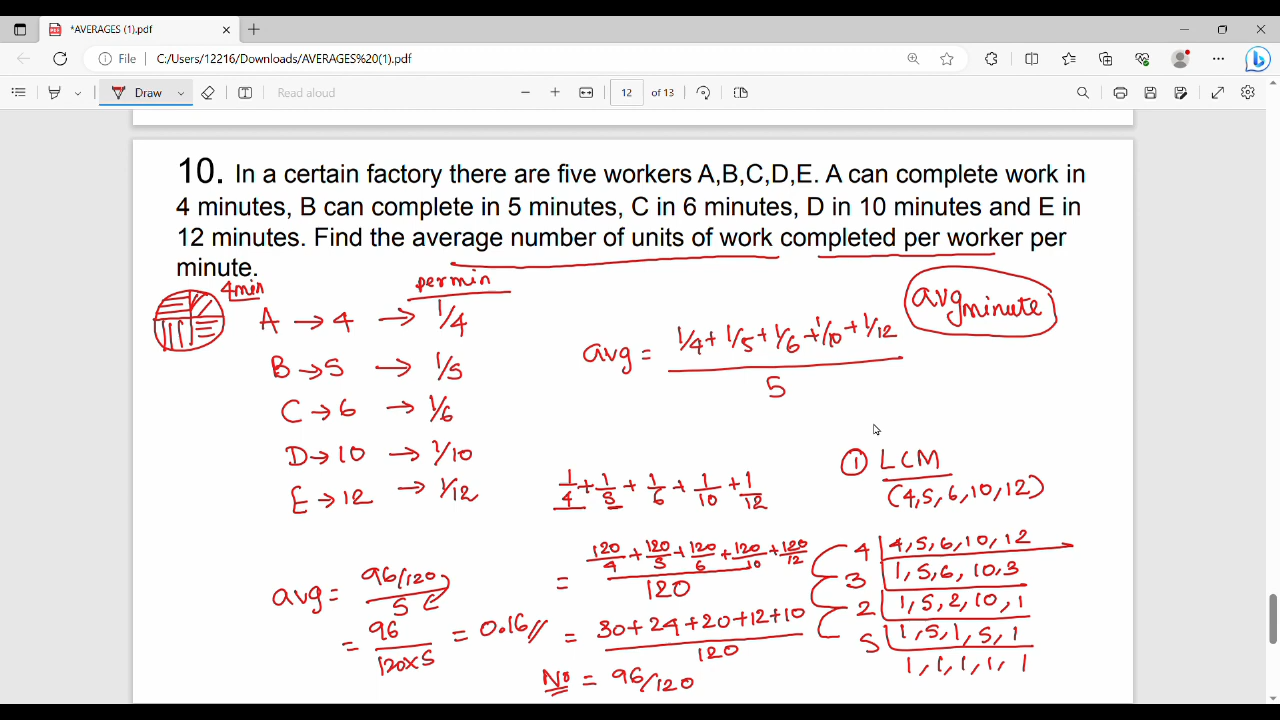 *AVERAGES (1).pdf
File C:/Users/12216/Downloads/AVERAGES%20(1).pdf
Draw Read aloud 12 of 13
10. In a certain factory there are five workers A,B,C,D,E. A can complete work in
4 minutes, B can complete in 5 minutes, C in 6 minutes, D in 10 minutes and E in
12 minutes. Find the average number of units of work completed per worker per
minute.
4min
per min
A → 4 → 1/4
B → 5 → 1/5
C → 6 → 1/6
D → 10 → 1/10
E → 12 → 1/12
avg minute
avg = 1/4 + 1/5 + 1/6 + 1/10 + 1/12
5
1/4 + 1/5 + 1/6 + 1/10 + 1/12
= 120/4 + 120/5 + 120/6 + 120/10 + 120/12
120
= 30 + 24 + 20 + 12 + 10
120
Nº = 96/120
avg = 96/120
5
= 96
120×5
= 0.16//
① LCM
(4,5,6,10,12)
4 4, 5, 6, 10, 12
3 1, 5, 6, 10, 3
2 1, 5, 2, 10, 1
5 1, 5, 1, 5, 1
1, 1, 1, 1, 1